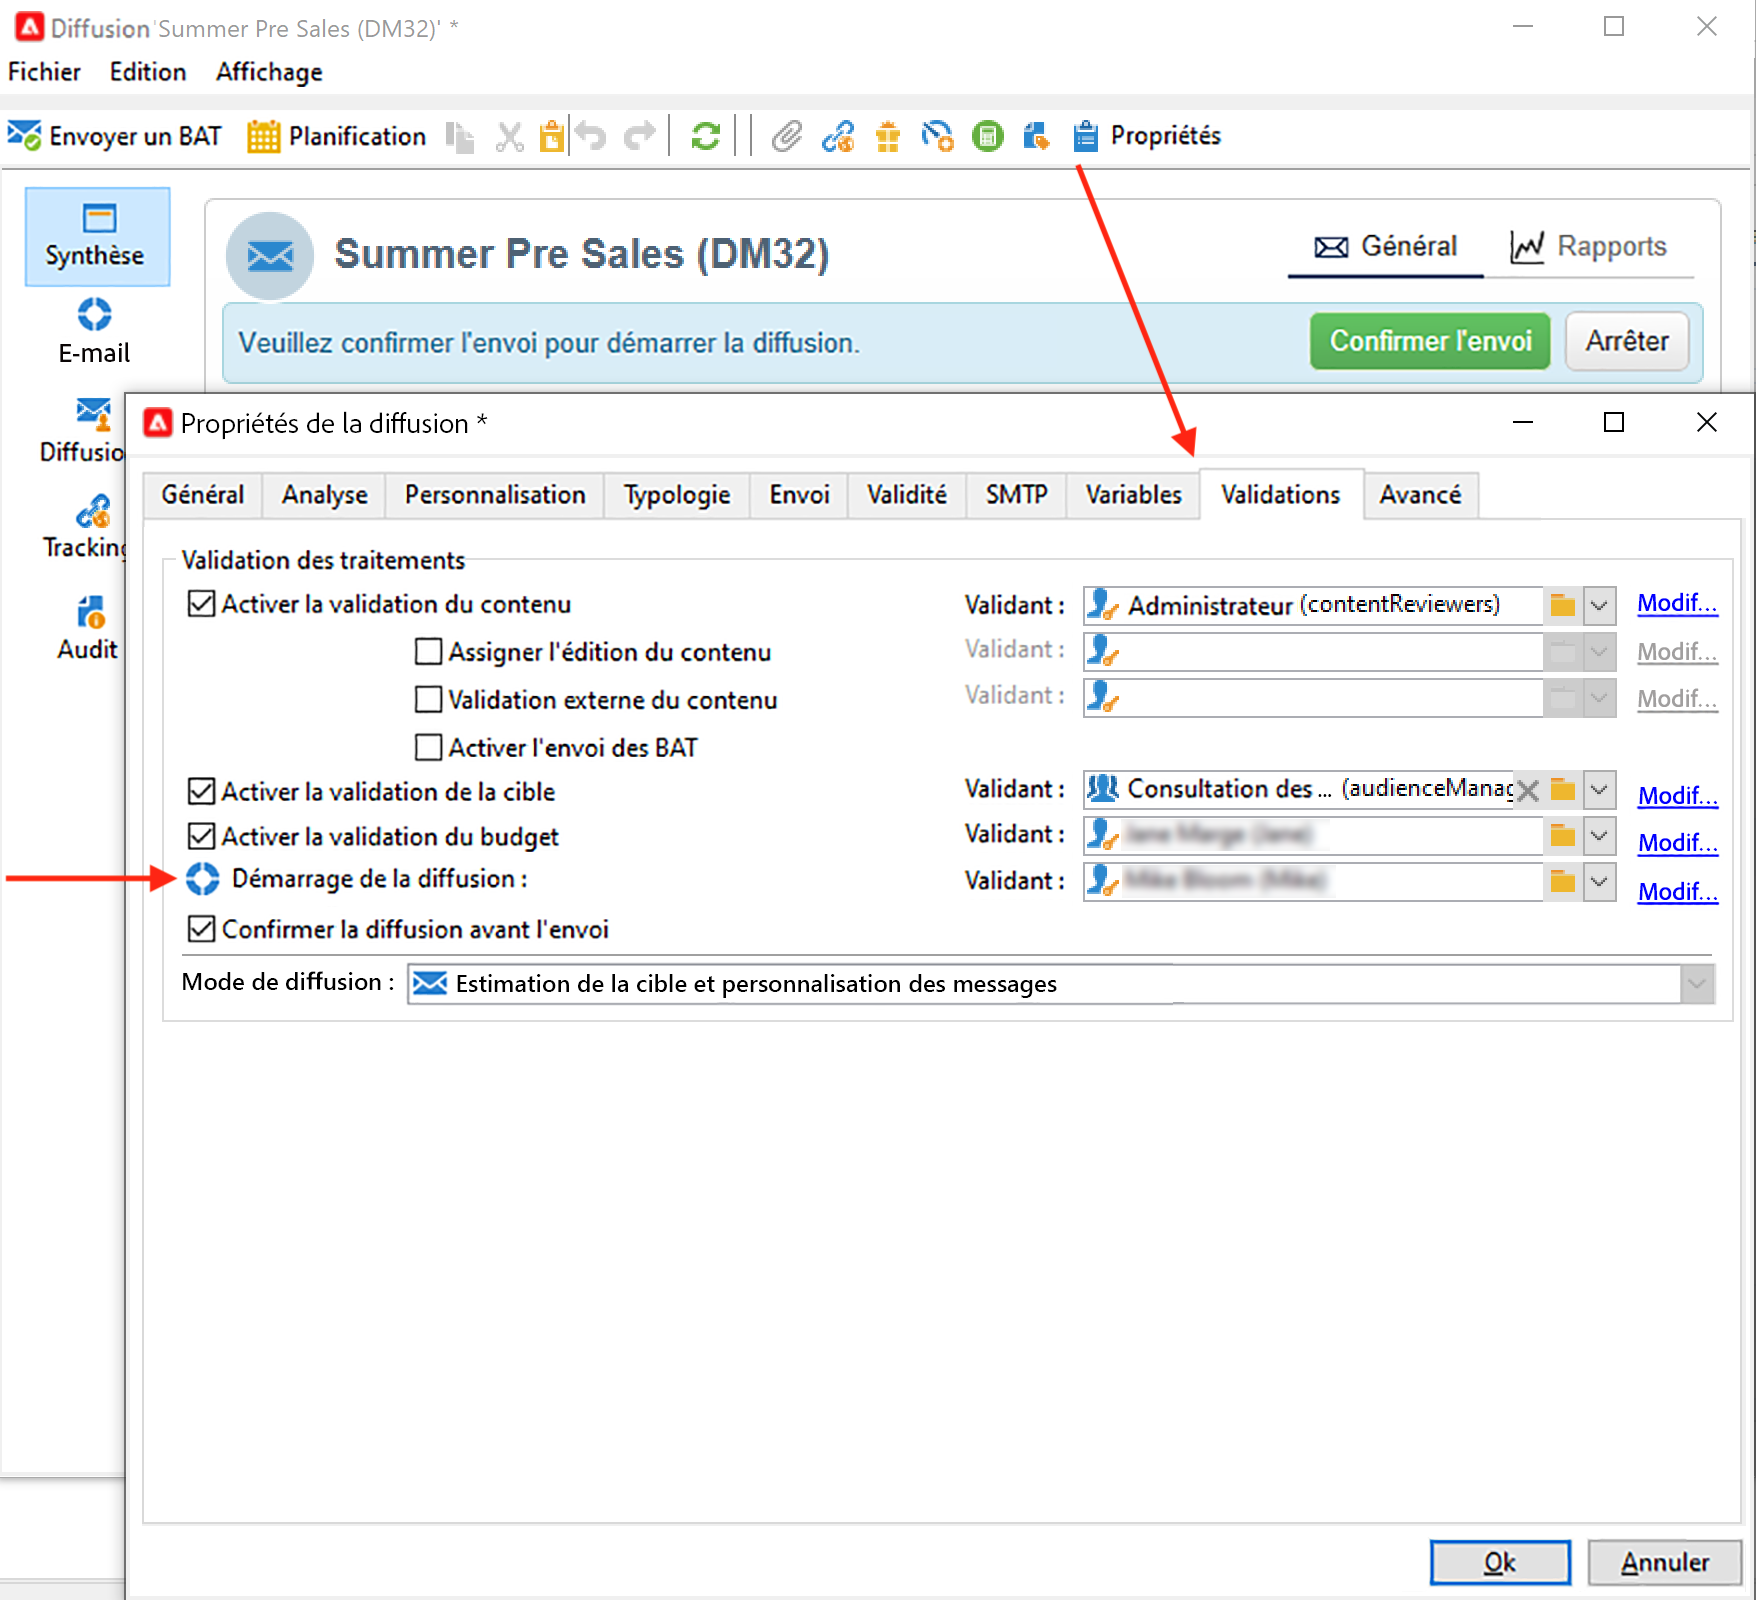 Diffusion 'Summer Pre Sales (DM32)' *
Fichier Edition Affichage
Envoyer un BAT Planification Propriétés
Synthèse
E-mail
Diffusio
Tracking
Audit
Summer Pre Sales (DM32)
Général Rapports
Veuillez confirmer l'envoi pour démarrer la diffusion.
Confirmer l'envoi Arrêter
Propriétés de la diffusion *
Général Analyse Personnalisation Typologie Envoi Validité SMTP Variables Validations Avancé
Validation des traitements
Activer la validation du contenu Validant : Administrateur (contentReviewers) Modif...
Assigner l'édition du contenu Validant : Modif...
Validation externe du contenu Validant : Modif...
Activer l'envoi des BAT
Activer la validation de la cible Validant : Consultation des ... (audienceManag Modif...
Activer la validation du budget Validant : Modif...
Démarrage de la diffusion : Validant : Modif...
Confirmer la diffusion avant l'envoi
Mode de diffusion : Estimation de la cible et personnalisation des messages
Ok Annuler